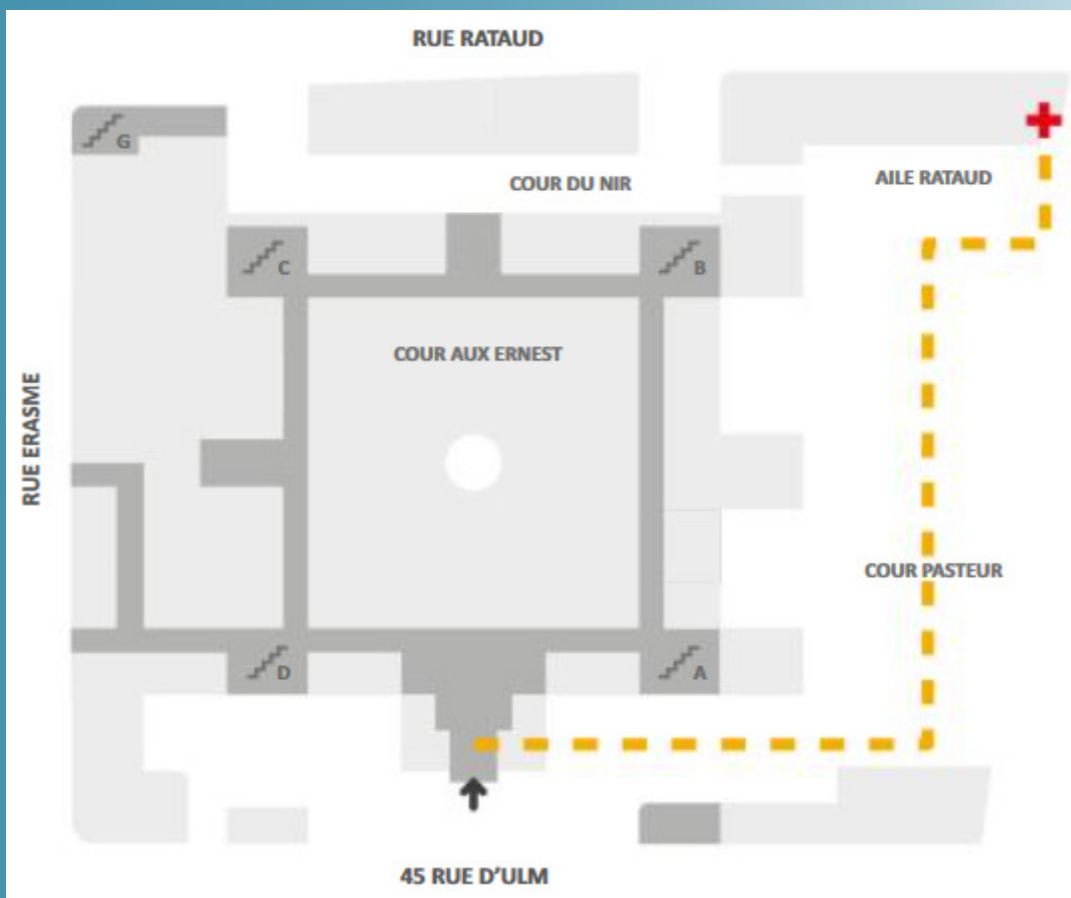 RUE RATAUD
G
COUR DU NIR
AILE RATAUD
C
B
COUR AUX ERNEST
RUE ERASME
COUR PASTEUR
D
A
45 RUE D'ULM